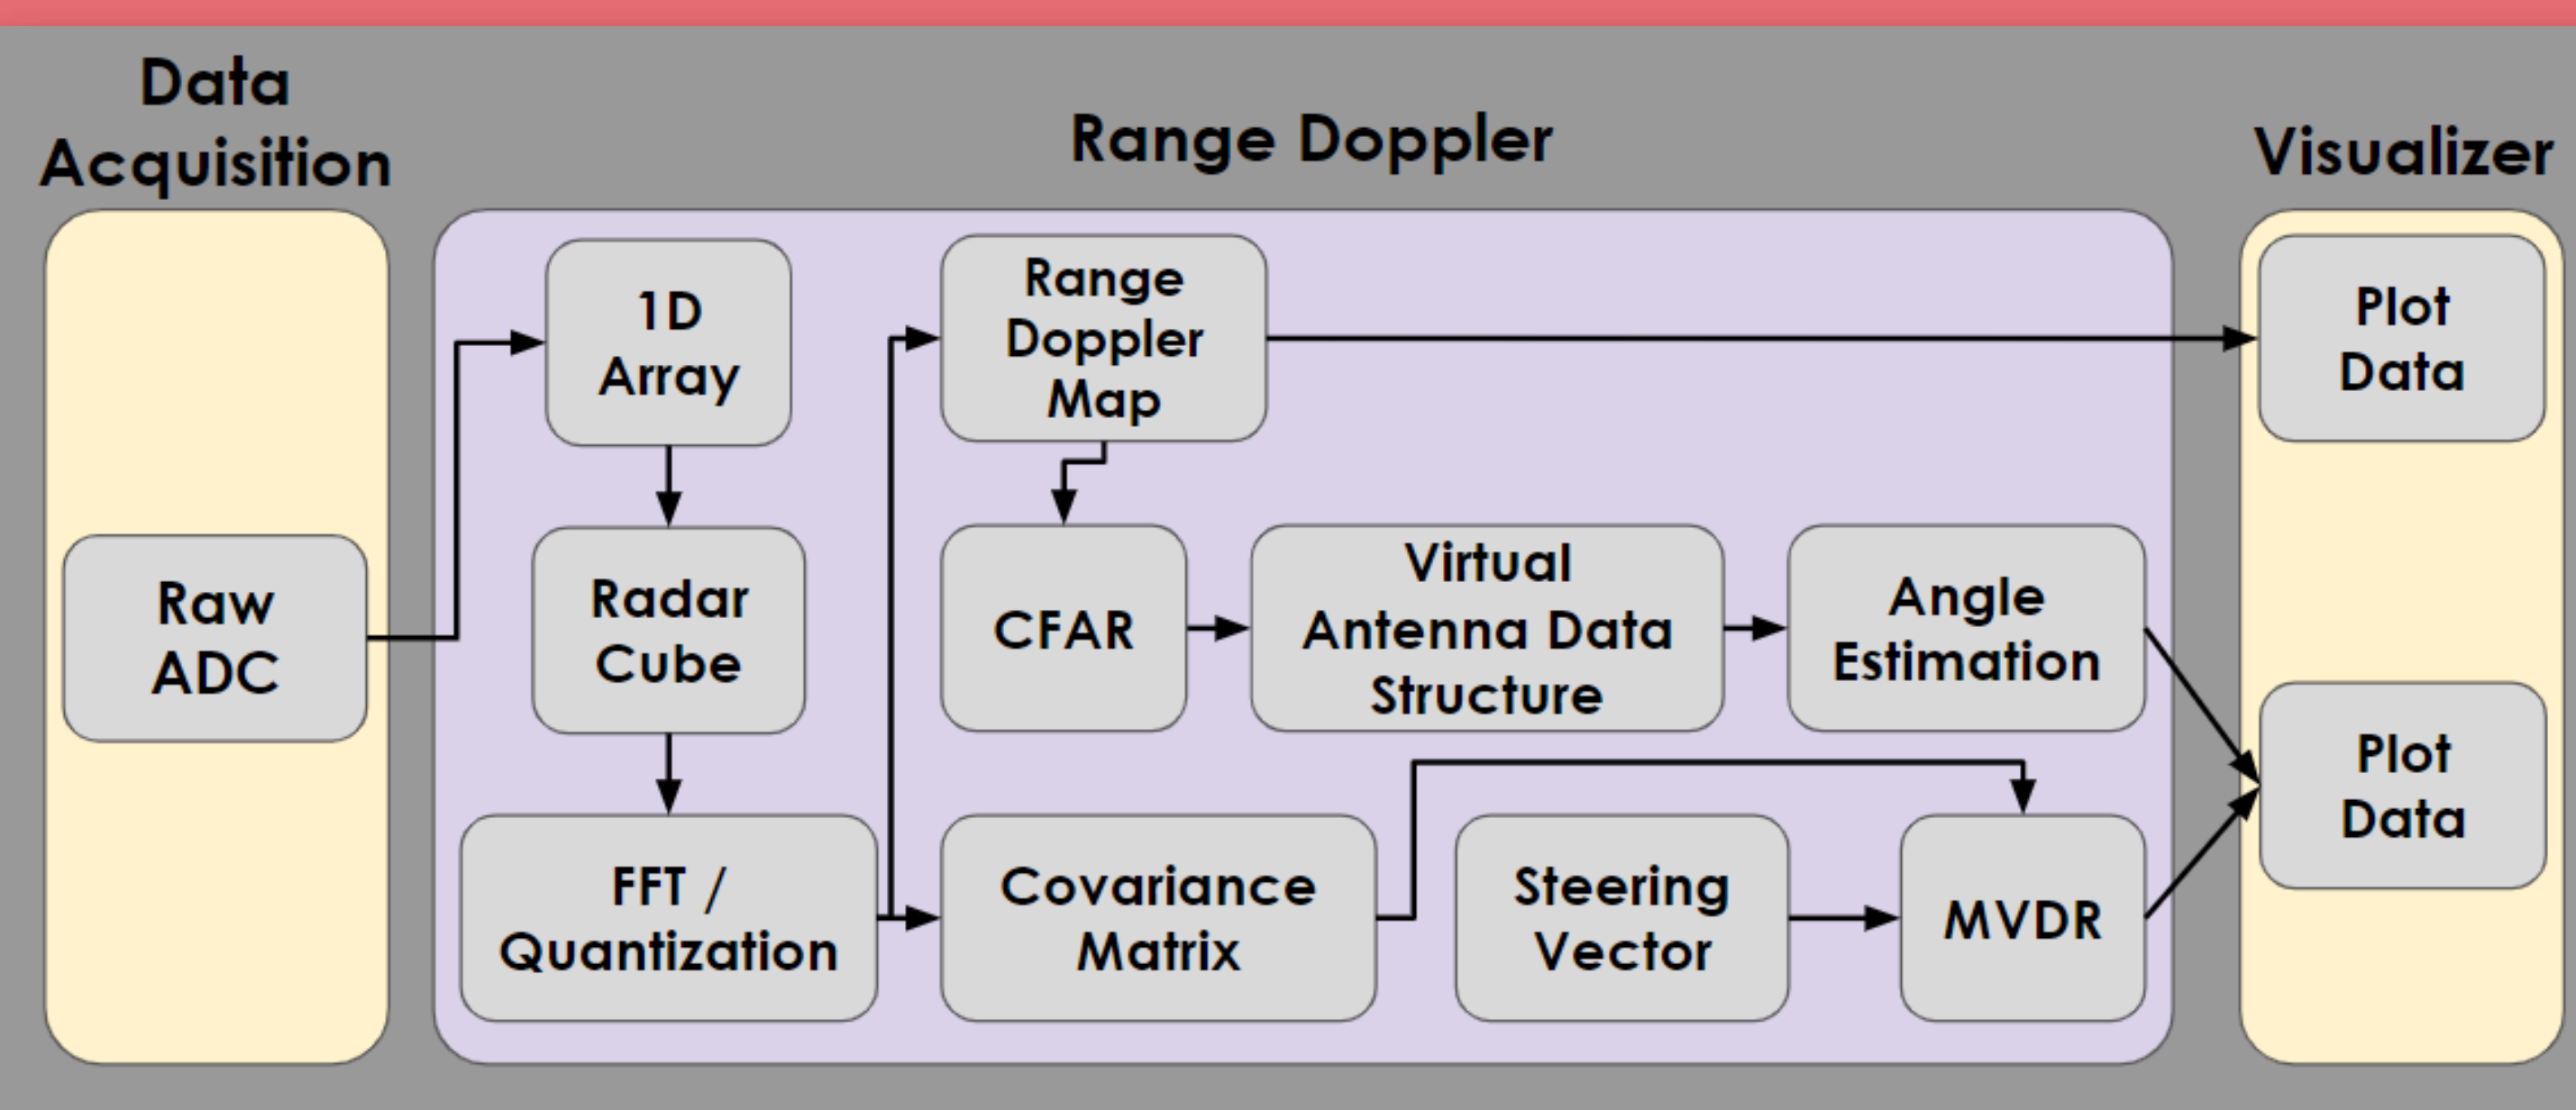 Data
Acquisition
Range Doppler
Visualizer
Raw
ADC
1D
Array
Radar
Cube
FFT /
Quantization
Range
Doppler
Map
CFAR
Virtual
Antenna Data
Structure
Angle
Estimation
Covariance
Matrix
Steering
Vector
MVDR
Plot
Data
Plot
Data